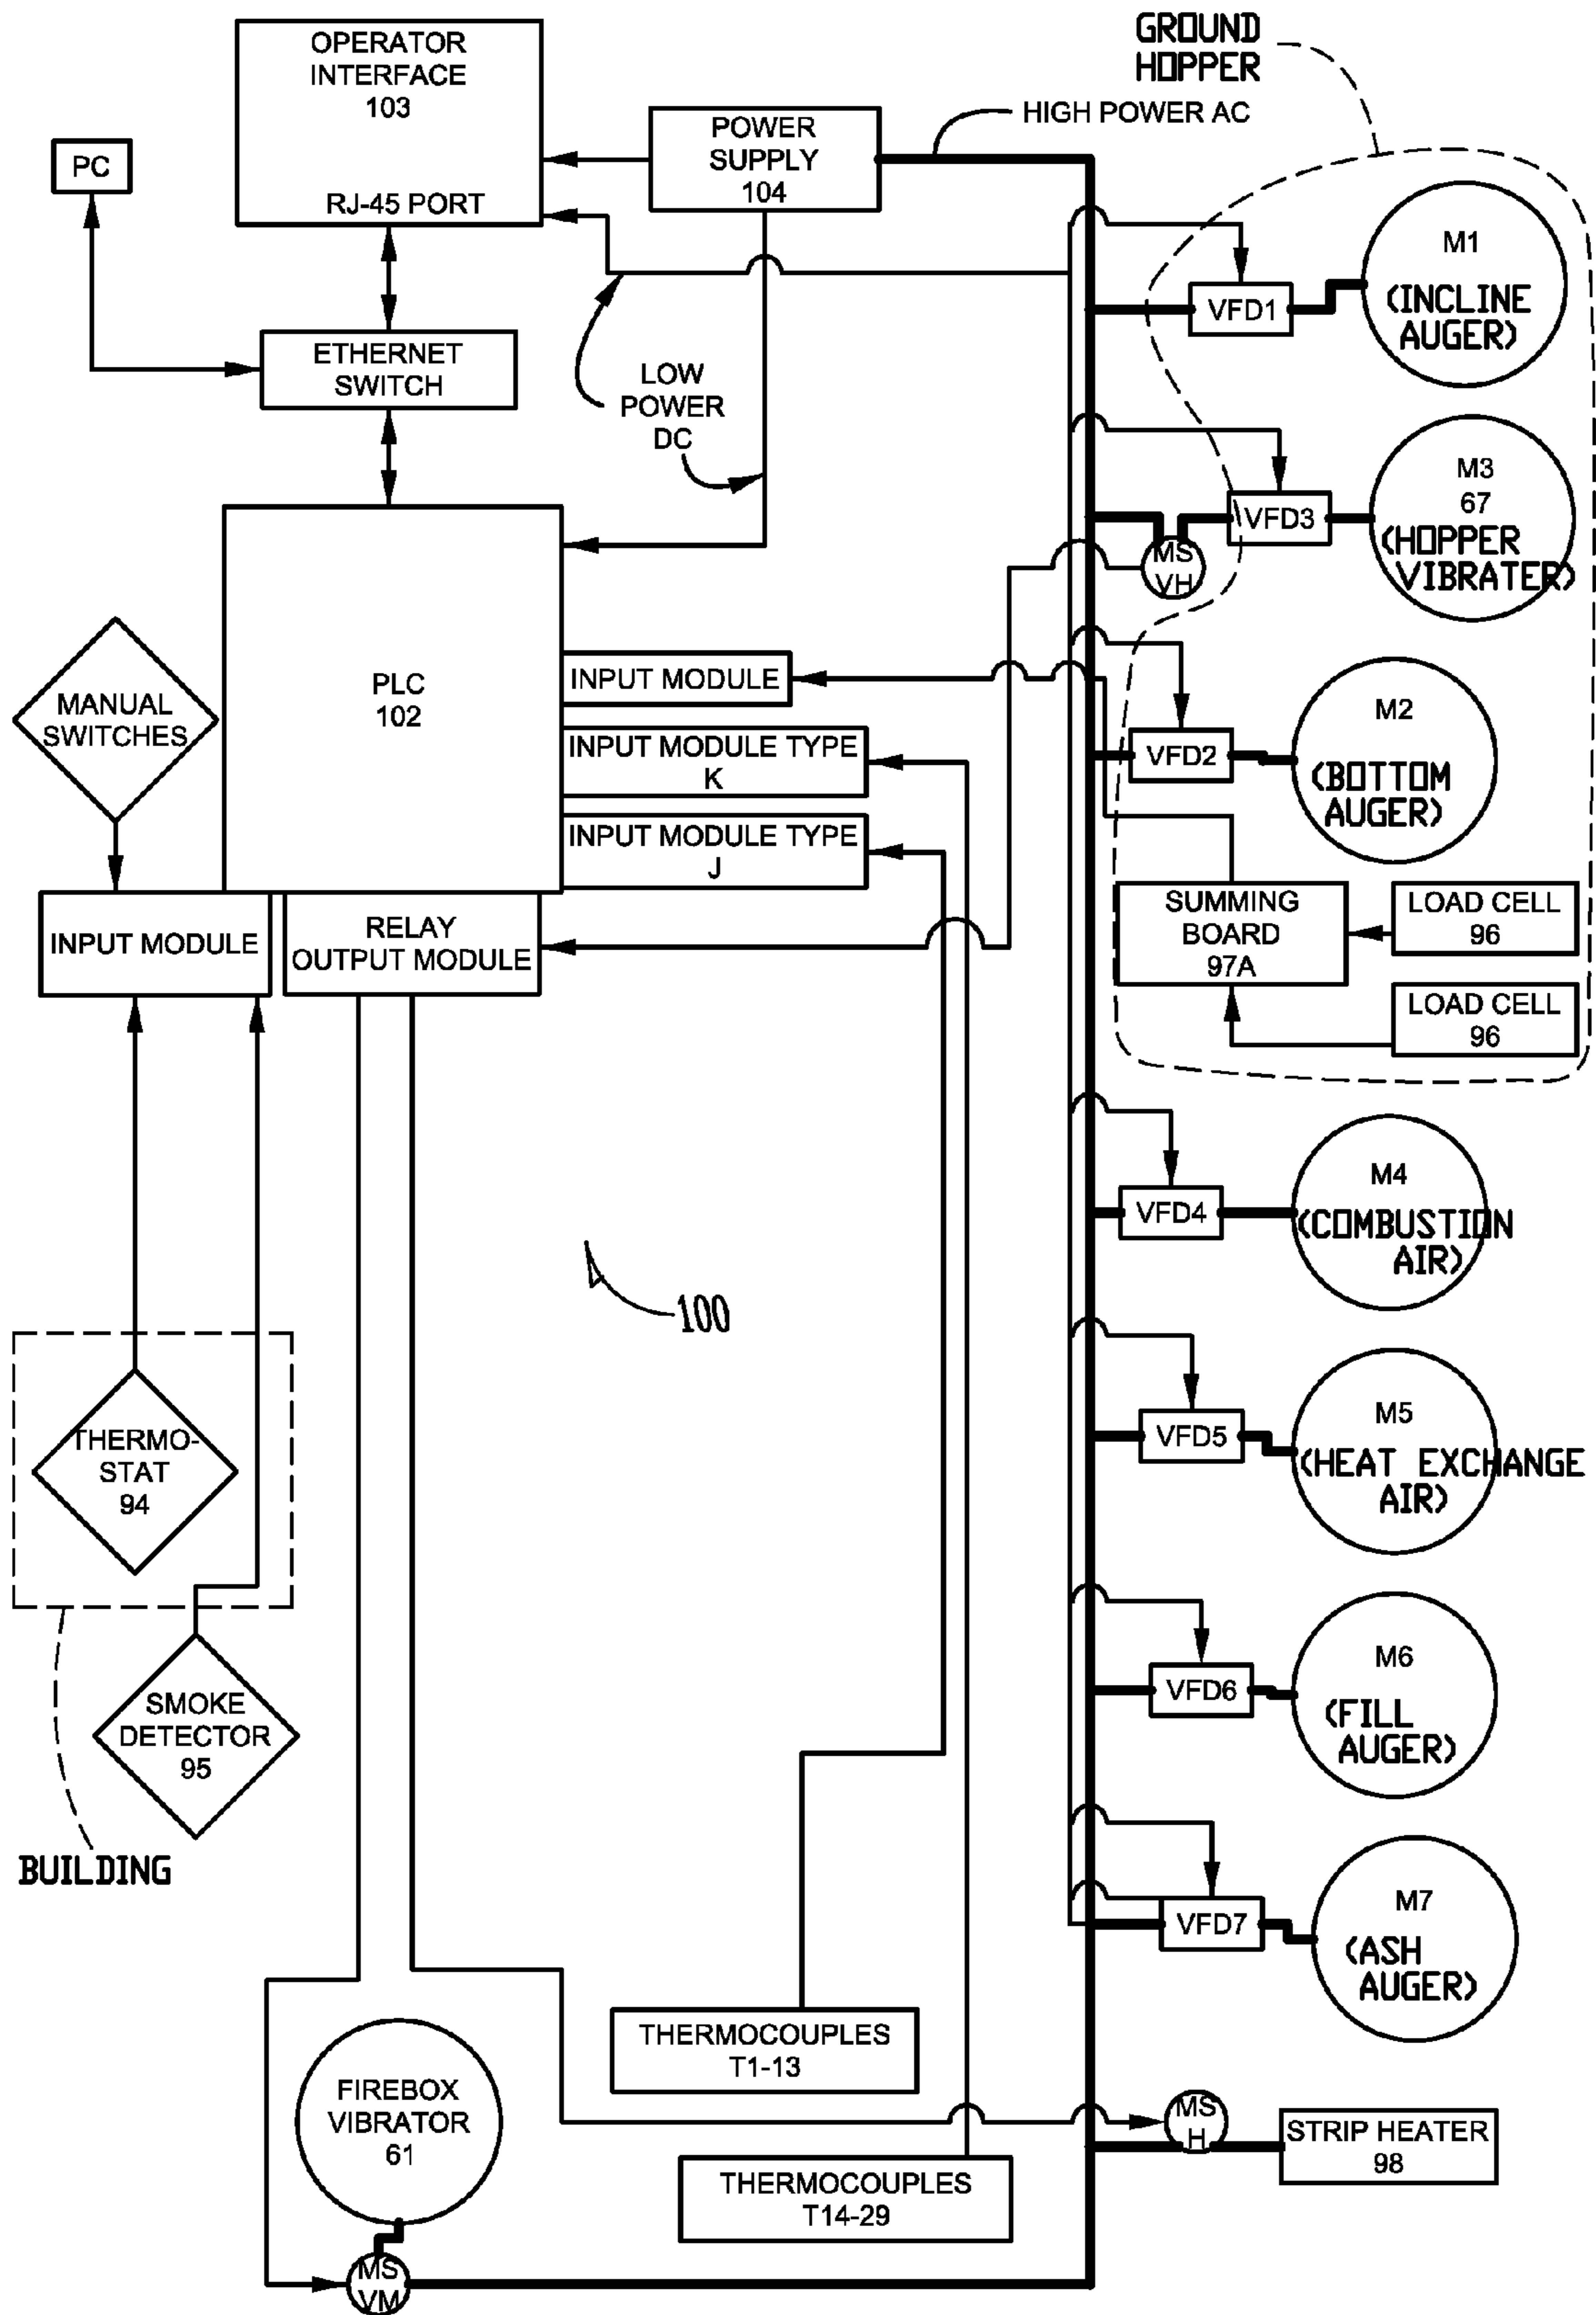 GROUND
HOPPER
OPERATOR
INTERFACE
103
RJ-45 PORT
POWER
SUPPLY
104
HIGH POWER AC
PC
ETHERNET
SWITCH
LOW
POWER
DC
VFD1
M1
(INCLINE
AUGER)
VFD3
M3
67
(HOPPER
VIBRATER)
MS
VH
PLC
102
MANUAL
SWITCHES
INPUT MODULE
INPUT MODULE TYPE
K
INPUT MODULE TYPE
J
VFD2
M2
(BOTTOM
AUGER)
INPUT MODULE
RELAY
OUTPUT MODULE
SUMMING
BOARD
97A
LOAD CELL
96
LOAD CELL
96
VFD4
M4
(COMBUSTION
AIR)
100
VFD5
M5
(HEAT EXCHANGE
AIR)
THERMO-
STAT
94
SMOKE
DETECTOR
95
BUILDING
VFD6
M6
(FILL
AUGER)
VFD7
M7
(ASH
AUGER)
THERMOCOUPLES
T1-13
FIREBOX
VIBRATOR
61
MS
H
STRIP HEATER
98
THERMOCOUPLES
T14-29
MS
VM